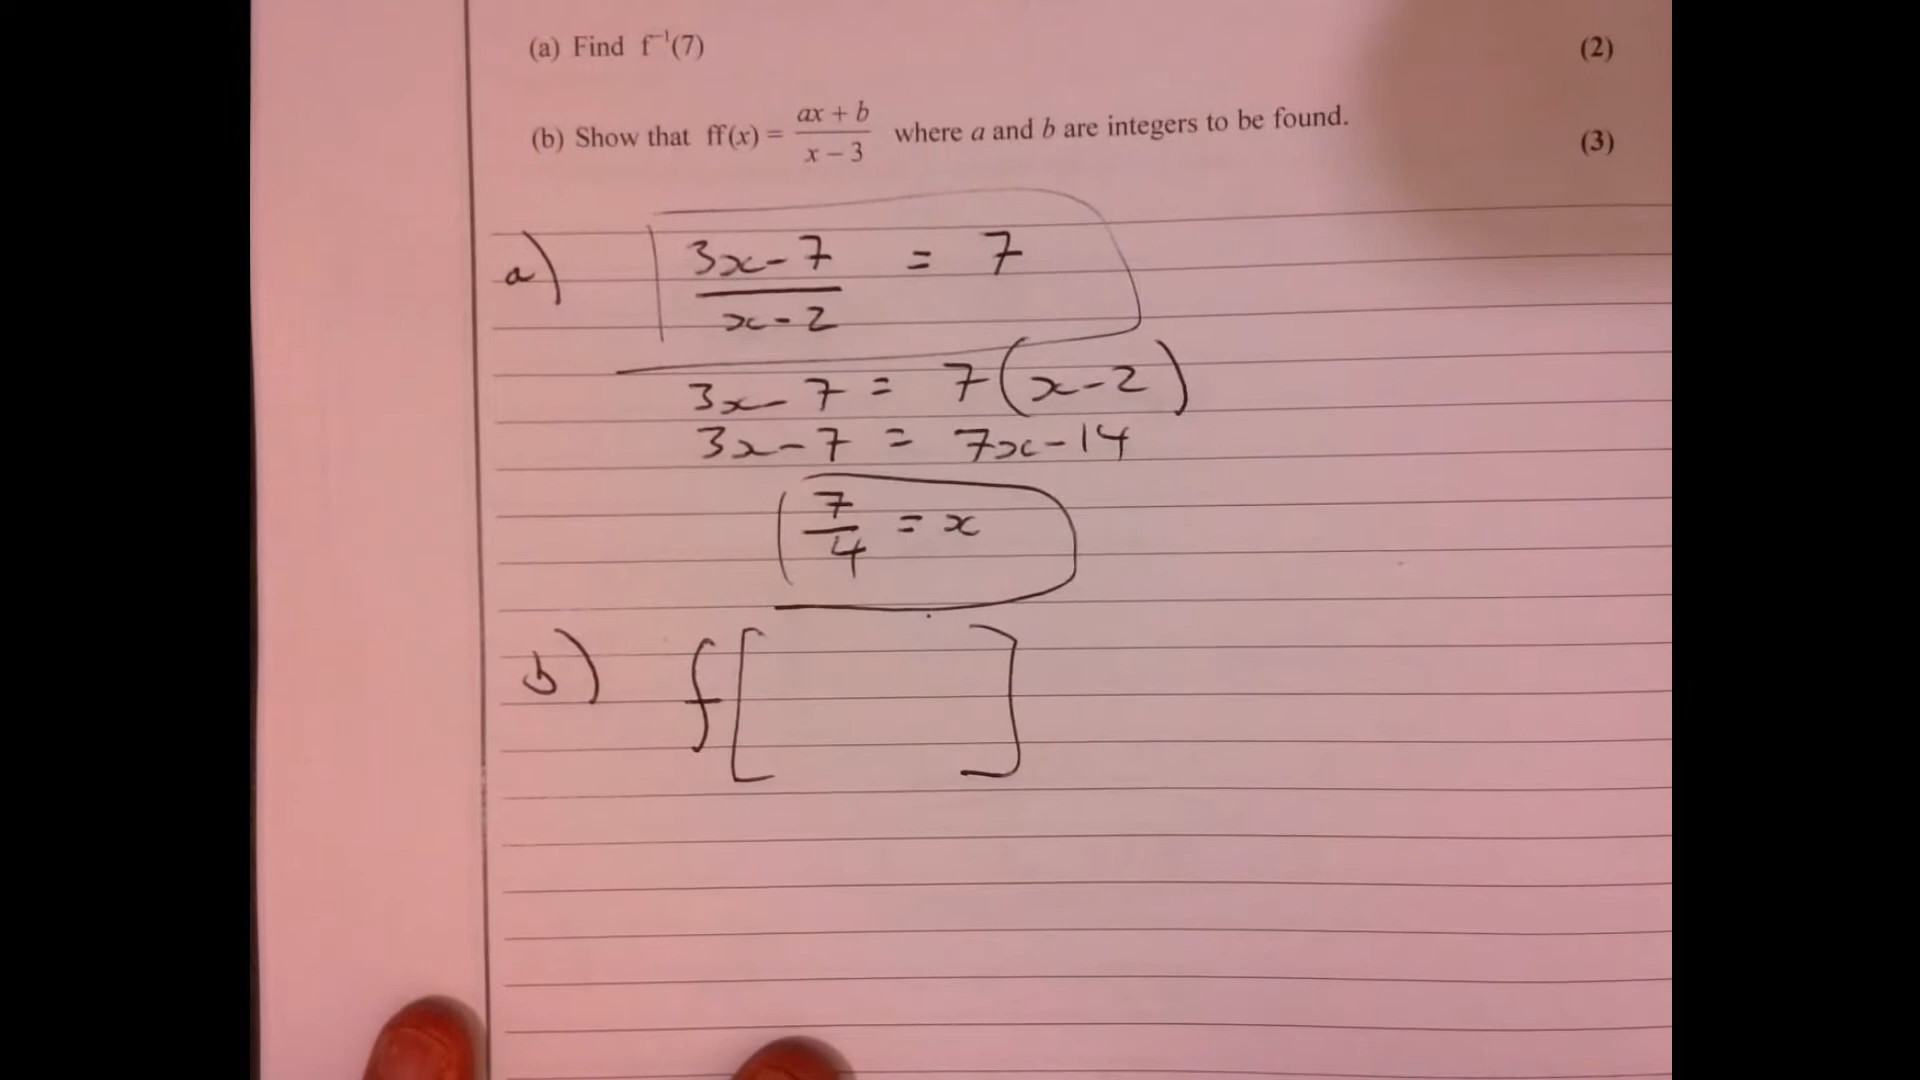 (a) Find f⁻¹(7) (2)
(b) Show that ff(x) = (ax + b)/(x − 3) where a and b are integers to be found. (3)
a) (3x-7)/(x-2) = 7
3x-7 = 7(x-2)
3x-7 = 7x-14
7/4 = x
b) f[ ]